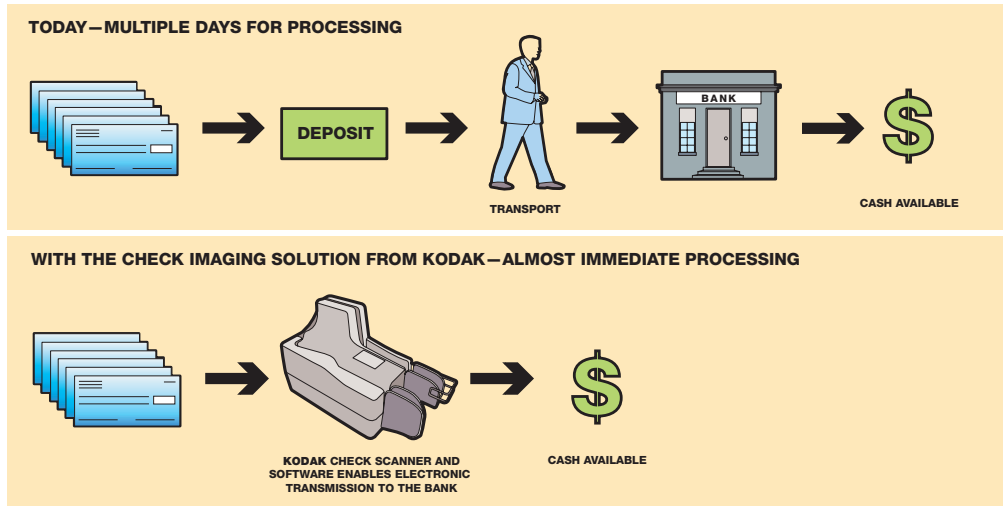 TODAY—MULTIPLE DAYS FOR PROCESSING
DEPOSIT
BANK
$
TRANSPORT
CASH AVAILABLE
WITH THE CHECK IMAGING SOLUTION FROM KODAK—ALMOST IMMEDIATE PROCESSING
$
KODAK CHECK SCANNER AND
SOFTWARE ENABLES ELECTRONIC
TRANSMISSION TO THE BANK
CASH AVAILABLE